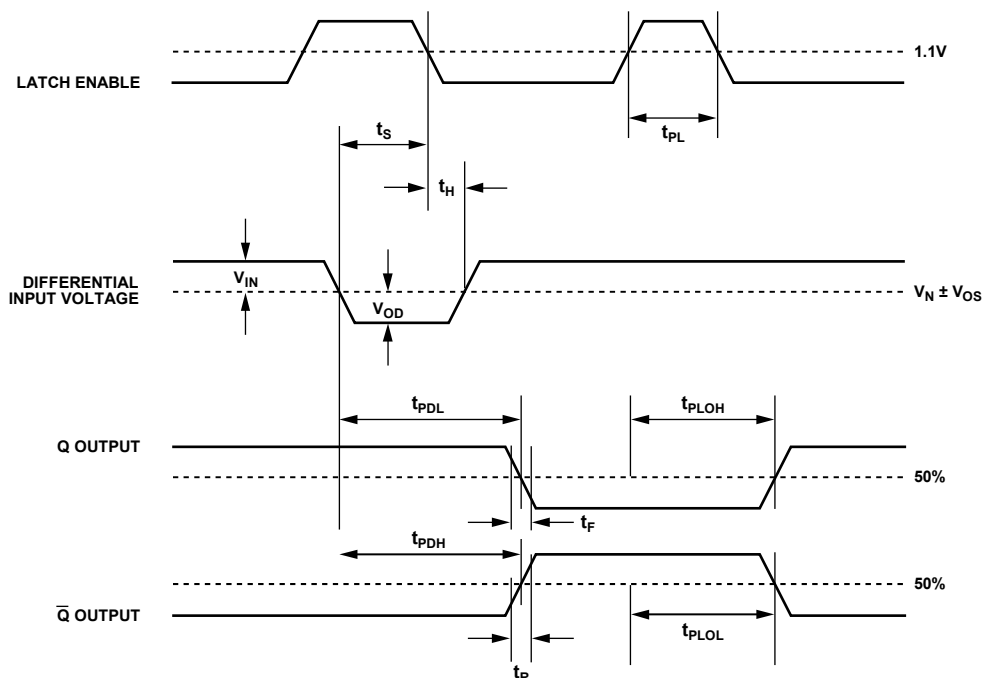 1.1V
LATCH ENABLE
tS
tPL
tH
VIN
DIFFERENTIAL
INPUT VOLTAGE
VN ± VOS
VOD
tPDL
tPLOH
Q OUTPUT
50%
tF
tPDH
50%
Q̅ OUTPUT
tPLOL
tR